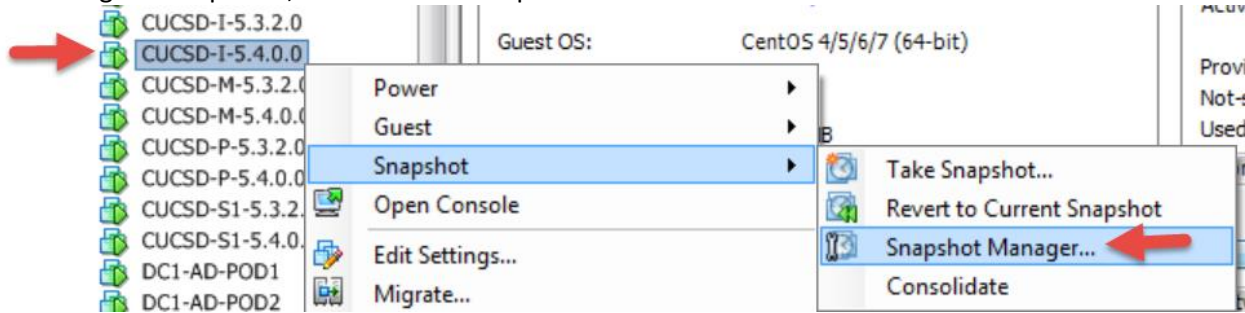 CUCSD-I-5.3.2.0
CUCSD-I-5.4.0.0
CUCSD-M-5.3.2.0
CUCSD-M-5.4.0.0
CUCSD-P-5.3.2.0
CUCSD-P-5.4.0.0
CUCSD-S1-5.3.2.
CUCSD-S1-5.4.0.
DC1-AD-POD1
DC1-AD-POD2
Guest OS: CentOS 4/5/6/7 (64-bit)
Provi
Not-s
Used
B
Power
Guest
Snapshot
Open Console
Edit Settings...
Migrate...
Take Snapshot...
Revert to Current Snapshot
Snapshot Manager...
Consolidate